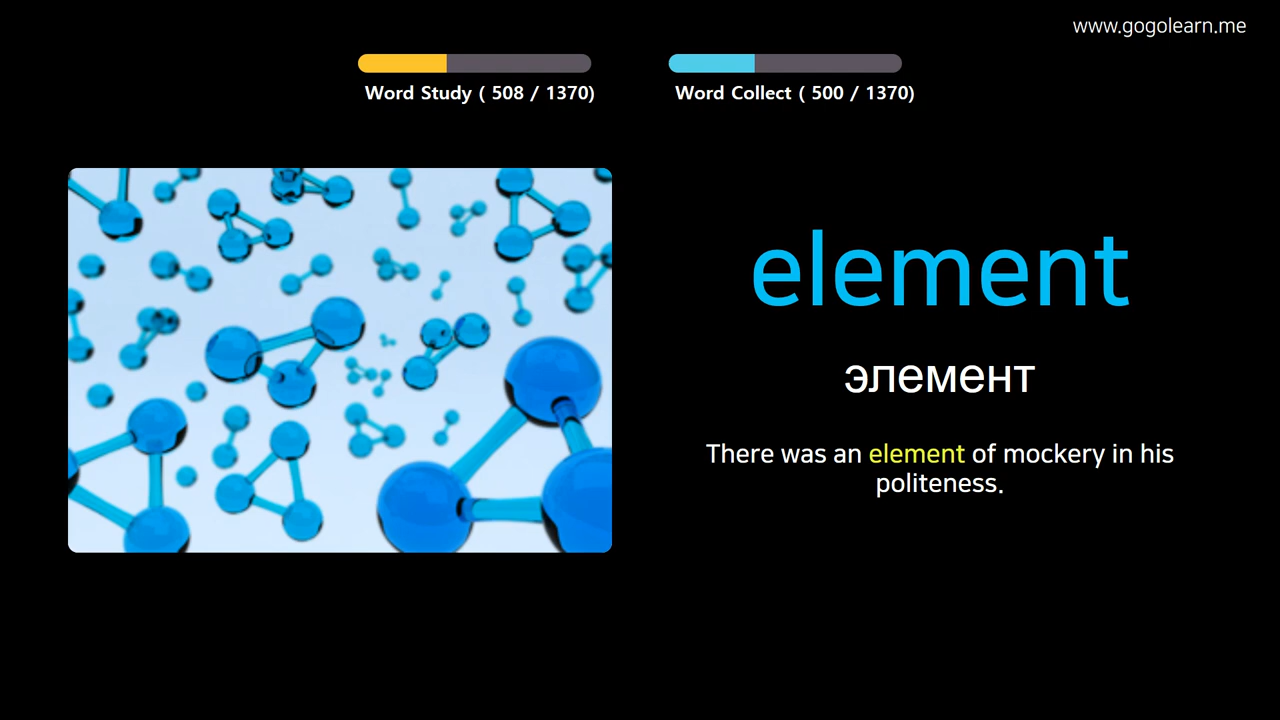 www.gogolearn.me
Word Study ( 508 / 1370)
Word Collect ( 500 / 1370)
element
элемент
There was an element of mockery in his
politeness.